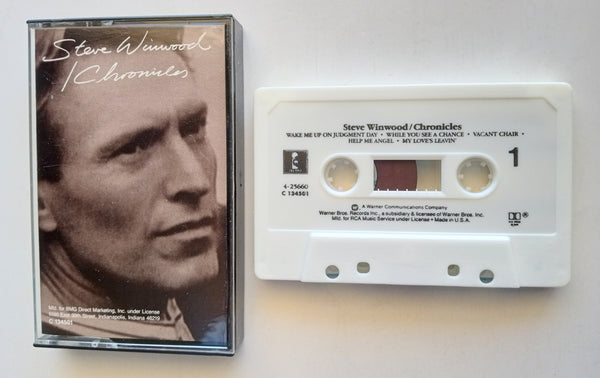 Steve Winwood
/Chronicles
Mfd. for BMG Direct Marketing, Inc. under License
6550 East 30th Street, Indianapolis, Indiana 46219
C 134501
Steve Winwood/Chronicles
WAKE ME UP ON JUDGMENT DAY • WHILE YOU SEE A CHANCE • VACANT CHAIR •
HELP ME ANGEL • MY LOVE'S LEAVIN'
1
4-25660
C 134501
A Warner Communications Company
Warner Bros. Records Inc., a subsidiary & licensee of Warner Bros. Inc.
Mfd. for RCA Music Service under License • Made in U.S.A.